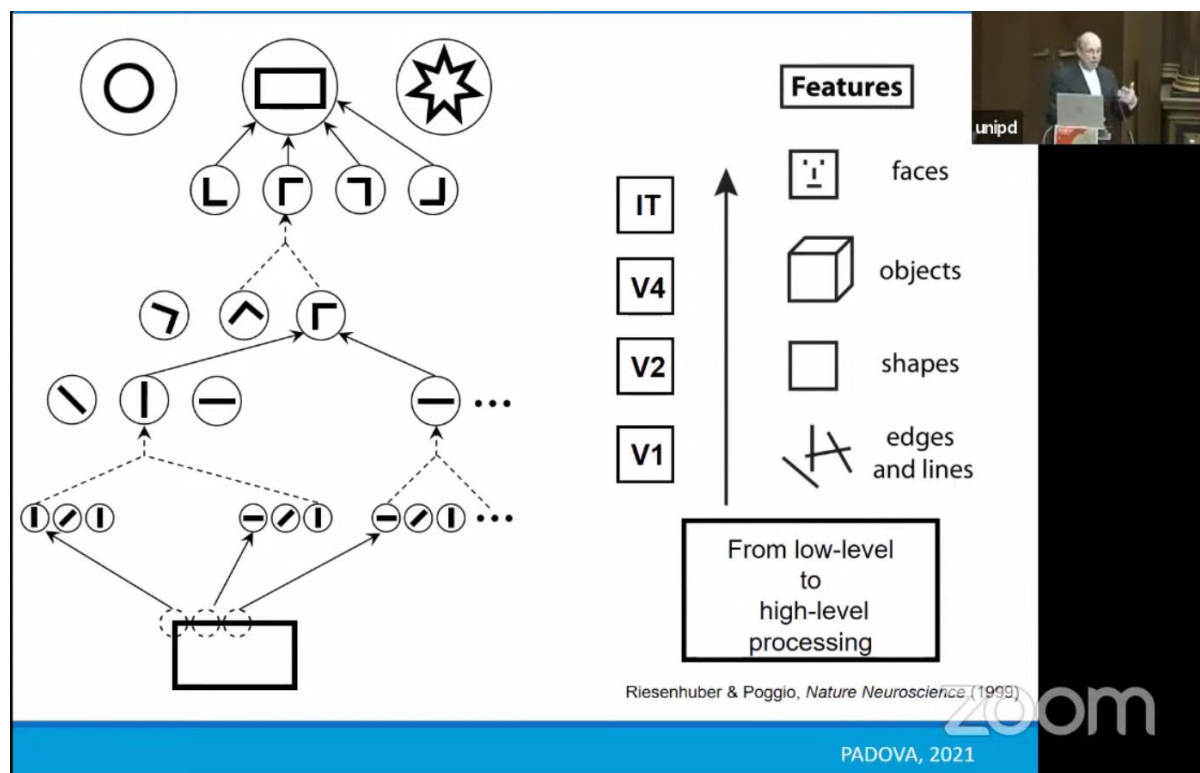 Features
unipd
faces
IT
objects
V4
shapes
V2
edges
and lines
V1
From low-level
to
high-level
processing
Riesenhuber & Poggio, Nature Neuroscience (1999)
zoom
PADOVA, 2021